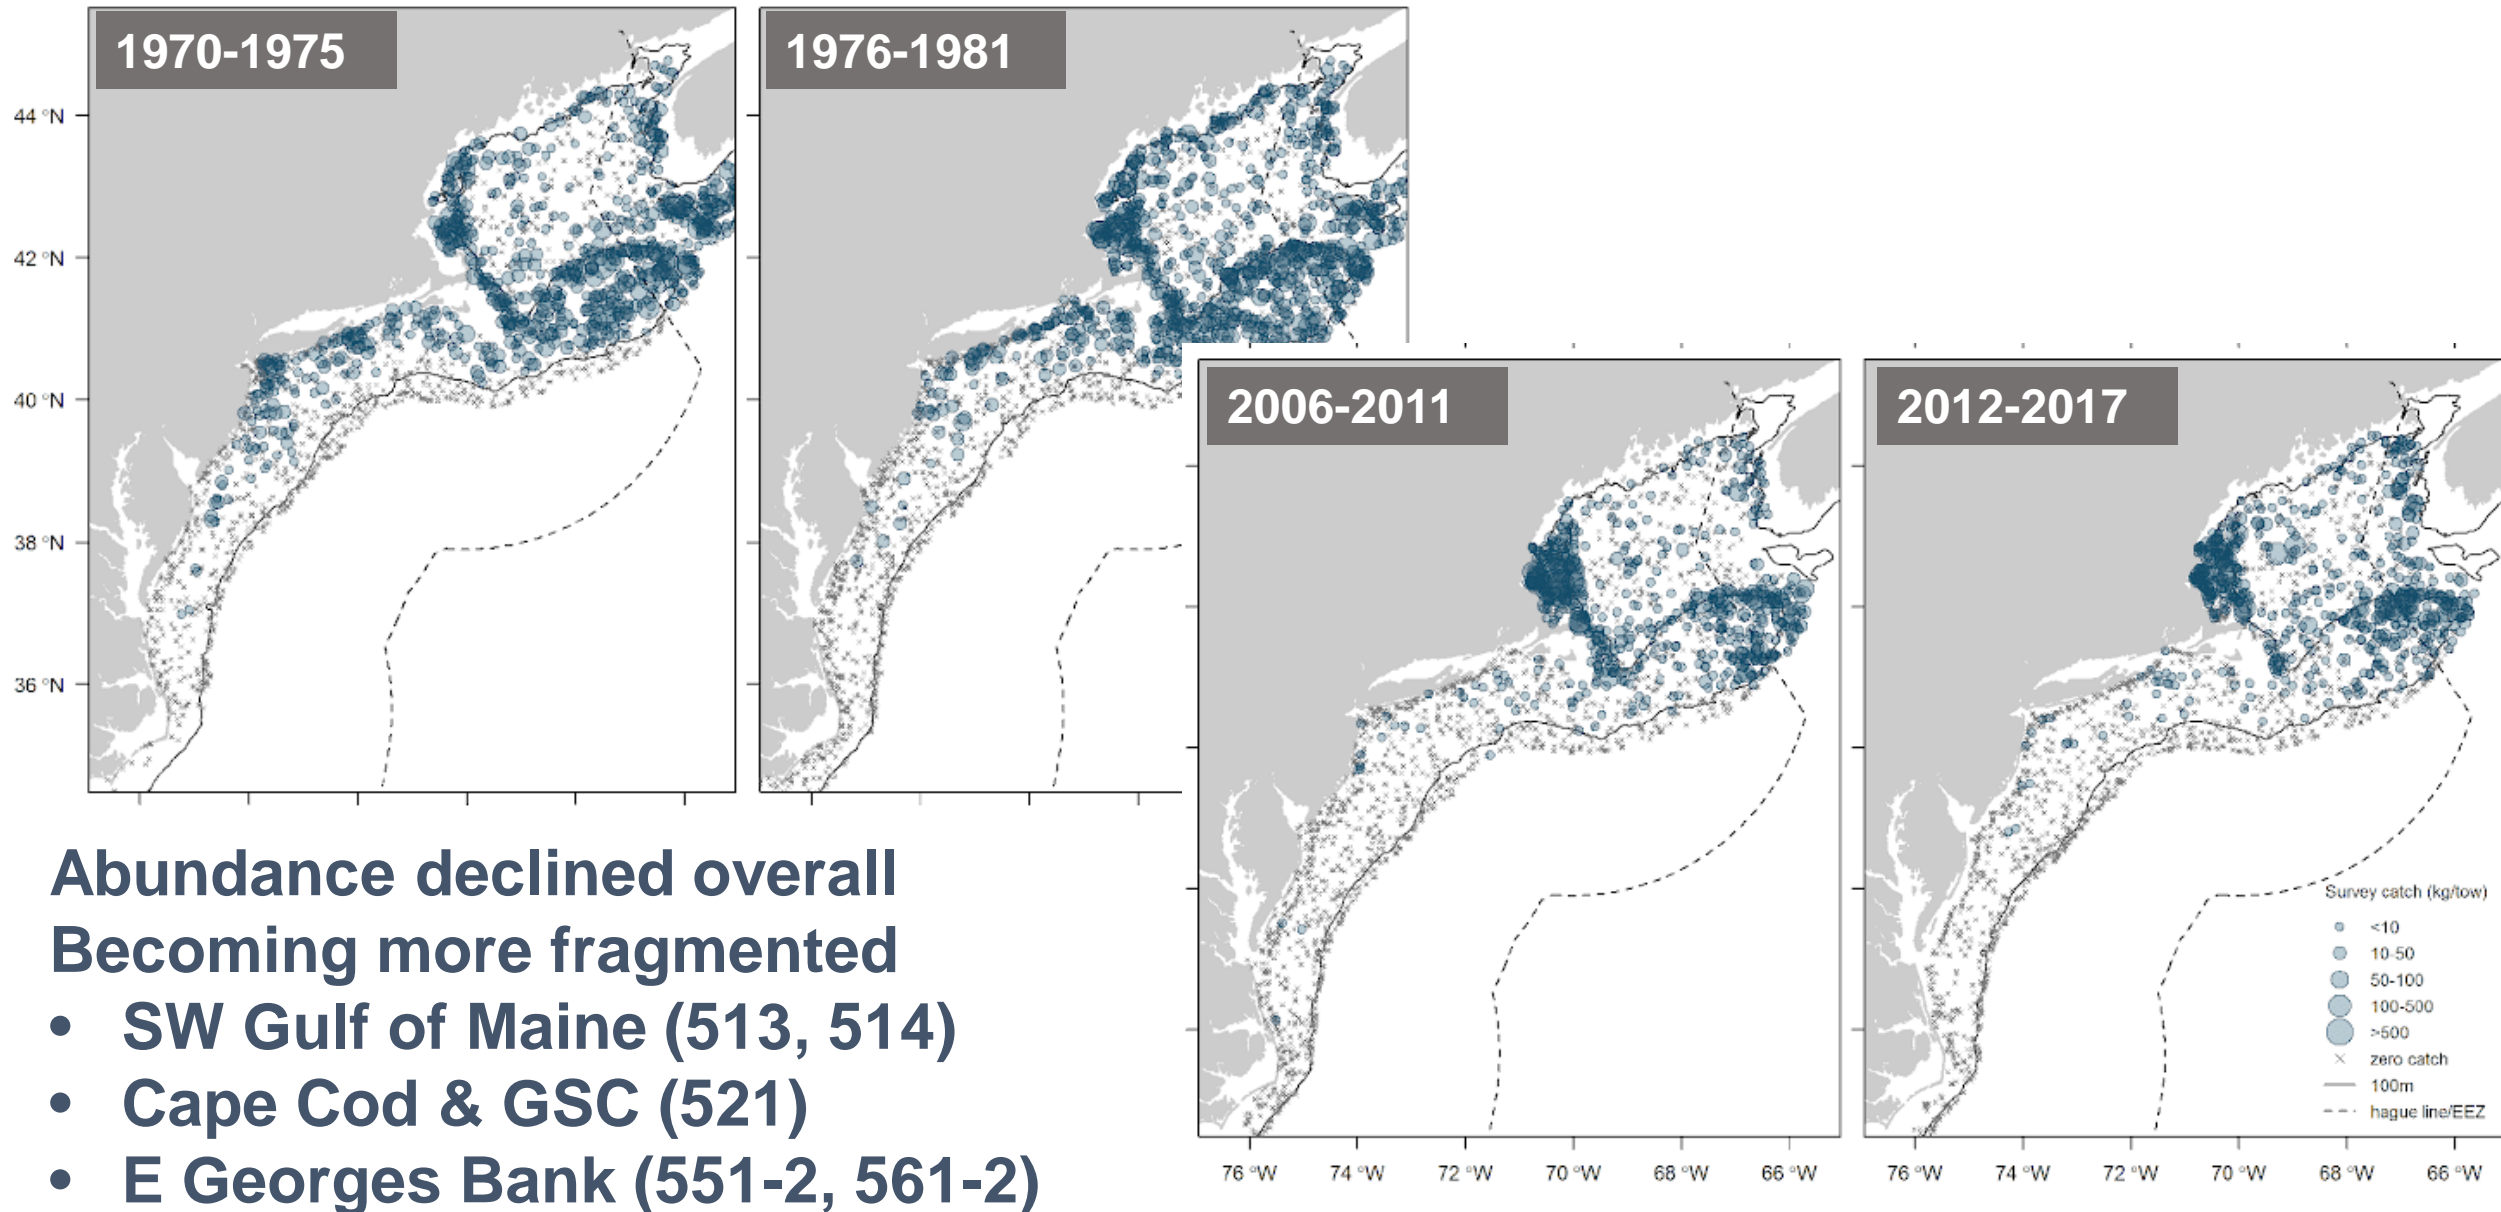 1970-1975
1976-1981
44 °N
42 °N
40 °N
38 °N
36 °N
2006-2011
2012-2017
Survey catch (kg/tow)
<10
10-50
50-100
100-500
>500
zero catch
100m
hague line/EEZ
76 °W 74 °W 72 °W 70 °W 68 °W 66 °W
76 °W 74 °W 72 °W 70 °W 68 °W 66 °W
Abundance declined overall
Becoming more fragmented
• SW Gulf of Maine (513, 514)
• Cape Cod & GSC (521)
• E Georges Bank (551-2, 561-2)